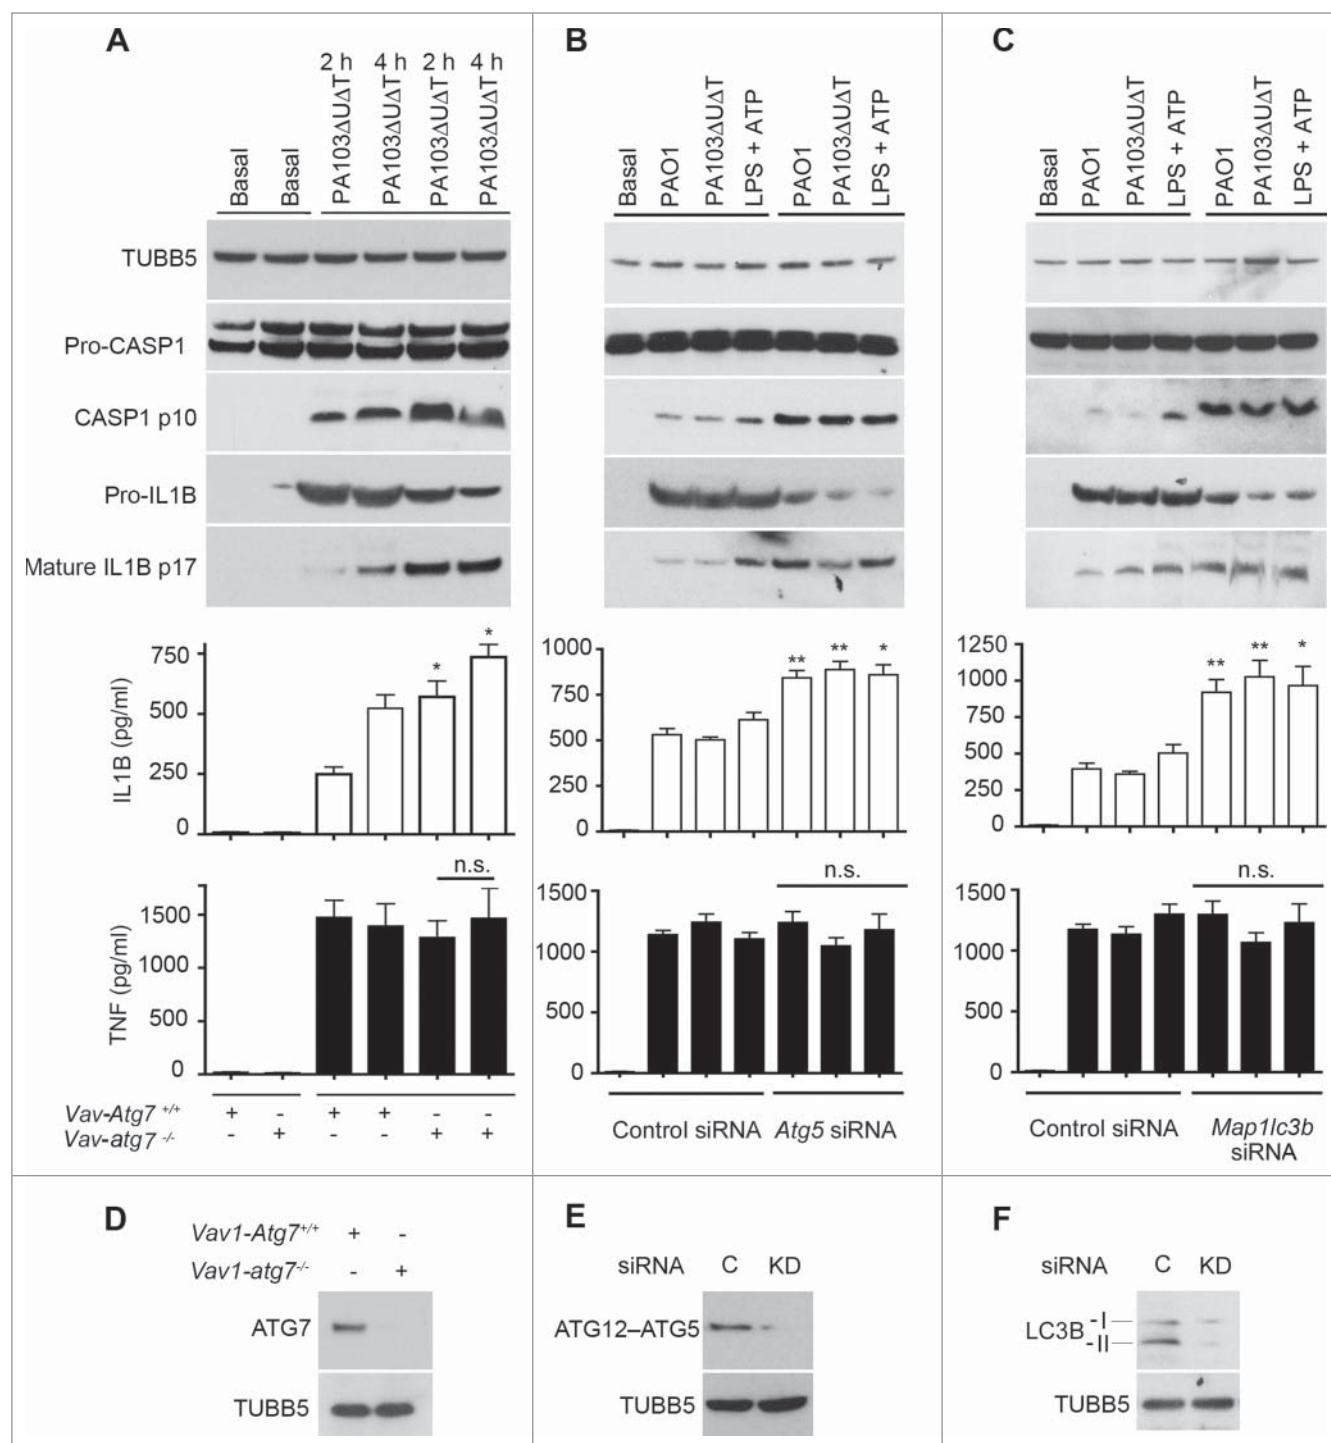 A
2 h 4 h 2 h 4 h
Basal
Basal
PA103ΔUΔT
PA103ΔUΔT
PA103ΔUΔT
PA103ΔUΔT
TUBB5
Pro-CASP1
CASP1 p10
Pro-IL1B
Mature IL1B p17
IL1B (pg/ml)
750
500
250
0
* *
TNF (pg/ml)
1500
1000
500
0
n.s.
Vav-Atg7 +/+ + - + + - -
Vav-atg7 -/- - + - - + +
B
Basal
PAO1
PA103ΔUΔT
LPS + ATP
PAO1
PA103ΔUΔT
LPS + ATP
1000
750
500
250
0
** ** *
1500
1000
500
0
n.s.
Control siRNA Atg5 siRNA
C
Basal
PAO1
PA103ΔUΔT
LPS + ATP
PAO1
PA103ΔUΔT
LPS + ATP
1250
1000
750
500
250
0
** ** *
1500
1000
500
0
n.s.
Control siRNA Map1lc3b
siRNA
D
Vav1-Atg7+/+ + -
Vav1-atg7-/- - +
ATG7
TUBB5
E
siRNA C KD
ATG12–ATG5
TUBB5
F
siRNA C KD
LC3B -I
-II
TUBB5